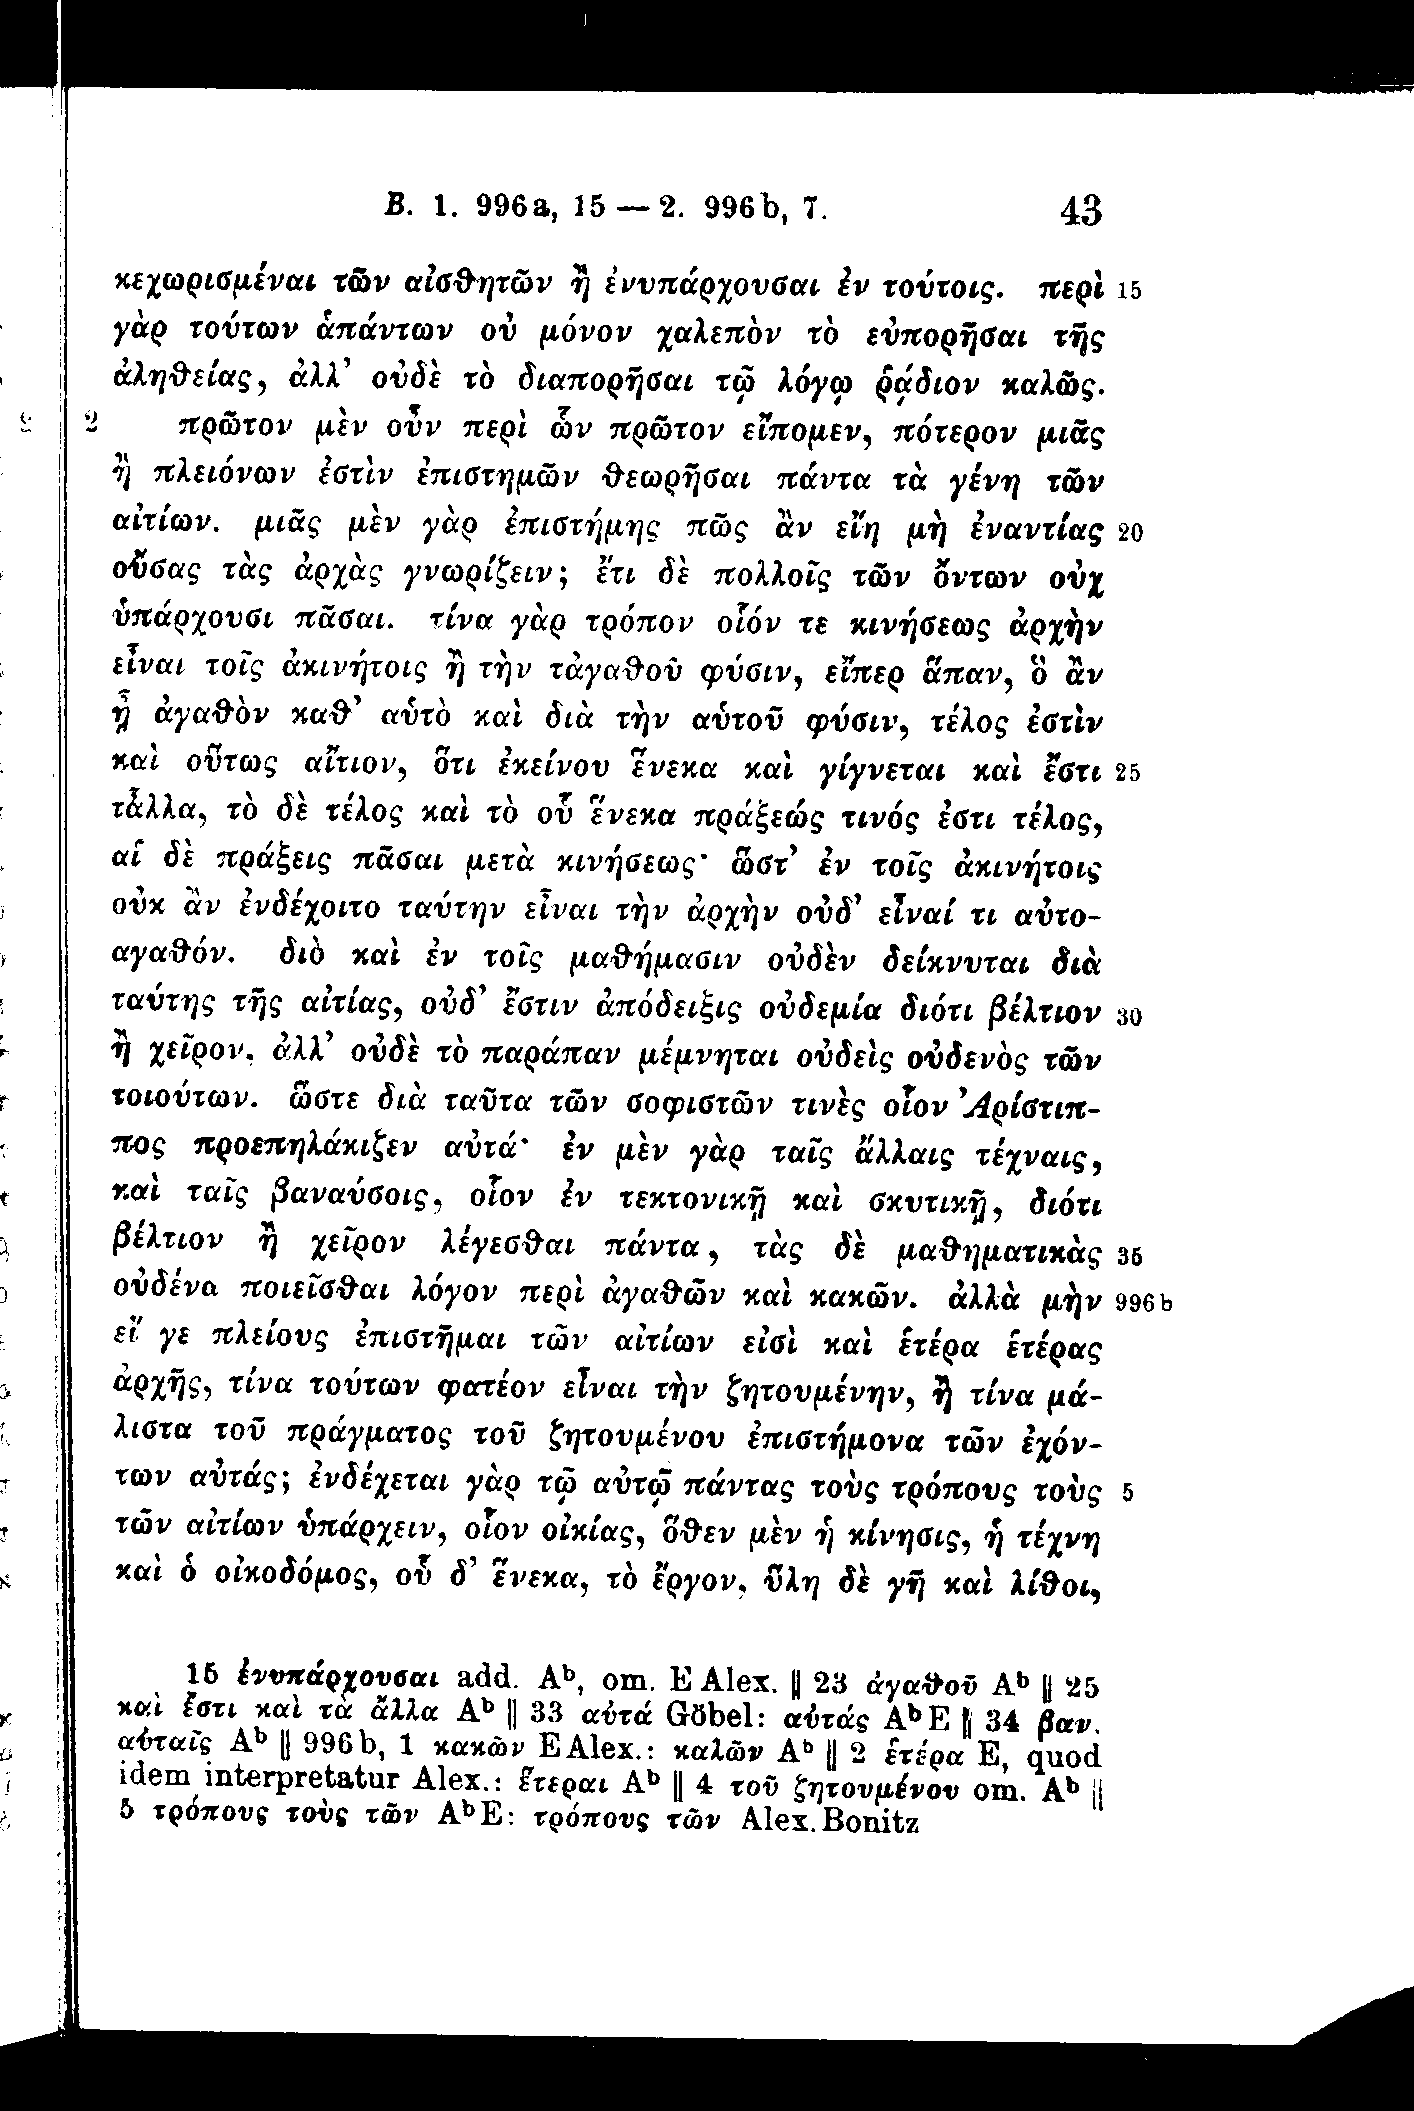 B. 1. 996a, 15 — 2. 996b, 7. 43
κεχωρισμέναι τῶν αἰσθητῶν ἢ ἐνυπάρχουσαι ἐν τούτοις. περὶ 15
γὰρ τούτων ἁπάντων οὐ μόνον χαλεπὸν τὸ εὐπορῆσαι τῆς
ἀληθείας, ἀλλ’ οὐδὲ τὸ διαπορῆσαι τῷ λόγῳ ῥᾴδιον καλῶς.
2 πρῶτον μὲν οὖν περὶ ὧν πρῶτον εἴπομεν, πότερον μιᾶς
ἢ πλειόνων ἐστὶν ἐπιστημῶν θεωρῆσαι πάντα τὰ γένη τῶν
αἰτίων. μιᾶς μὲν γὰρ ἐπιστήμης πῶς ἂν εἴη μὴ ἐναντίας 20
οὔσας τὰς ἀρχὰς γνωρίζειν; ἔτι δὲ πολλοῖς τῶν ὄντων οὐχ
ὑπάρχουσι πᾶσαι. τίνα γὰρ τρόπον οἷόν τε κινήσεως ἀρχὴν
εἶναι τοῖς ἀκινήτοις ἢ τὴν τἀγαθοῦ φύσιν, εἴπερ ἅπαν, ὃ ἂν
ᾖ ἀγαθὸν καθ’ αὑτὸ καὶ διὰ τὴν αὑτοῦ φύσιν, τέλος ἐστὶν
καὶ οὕτως αἴτιον, ὅτι ἐκείνου ἕνεκα καὶ γίγνεται καὶ ἔστι 25
τἆλλα, τὸ δὲ τέλος καὶ τὸ οὗ ἕνεκα πράξεώς τινός ἐστι τέλος,
αἱ δὲ πράξεις πᾶσαι μετὰ κινήσεως· ὥστ’ ἐν τοῖς ἀκινήτοις
οὐκ ἂν ἐνδέχοιτο ταύτην εἶναι τὴν ἀρχὴν οὐδ’ εἶναί τι αὐτο-
αγαθόν. διὸ καὶ ἐν τοῖς μαθήμασιν οὐδὲν δείκνυται διὰ
ταύτης τῆς αἰτίας, οὐδ’ ἔστιν ἀπόδειξις οὐδεμία διότι βέλτιον 30
ἢ χεῖρον, ἀλλ’ οὐδὲ τὸ παράπαν μέμνηται οὐδεὶς οὐδενὸς τῶν
τοιούτων. ὥστε διὰ ταῦτα τῶν σοφιστῶν τινὲς οἷον Ἀρίστιπ-
πος προεπηλάκιζεν αὐτά· ἐν μὲν γὰρ ταῖς ἄλλαις τέχναις,
καὶ ταῖς βαναύσοις, οἷον ἐν τεκτονικῇ καὶ σκυτικῇ, διότι
βέλτιον ἢ χεῖρον λέγεσθαι πάντα, τὰς δὲ μαθηματικὰς 35
οὐδένα ποιεῖσθαι λόγον περὶ ἀγαθῶν καὶ κακῶν. ἀλλὰ μὴν 996b
εἴ γε πλείους ἐπιστῆμαι τῶν αἰτίων εἰσὶ καὶ ἑτέρα ἑτέρας
ἀρχῆς, τίνα τούτων φατέον εἶναι τὴν ζητουμένην, ἢ τίνα μά-
λιστα τοῦ πράγματος τοῦ ζητουμένου ἐπιστήμονα τῶν ἐχόν-
των αὐτάς; ἐνδέχεται γὰρ τῷ αὐτῷ πάντας τοὺς τρόπους τοὺς 5
τῶν αἰτίων ὑπάρχειν, οἷον οἰκίας, ὅθεν μὲν ἡ κίνησις, ἡ τέχνη
καὶ ὁ οἰκοδόμος, οὗ δ’ ἕνεκα, τὸ ἔργον, ὕλη δὲ γῆ καὶ λίθοι,
15 ἐνυπάρχουσαι add. Aᵇ, om. E Alex. ‖ 23 ἀγαθοῦ Aᵇ ‖ 25
καὶ ἔστι καὶ τὰ ἄλλα Aᵇ ‖ 33 αὐτά Göbel: αὐτάς AᵇE ‖ 34 βαν.
αὐταῖς Aᵇ ‖ 996b, 1 κακῶν E Alex.: καλῶν Aᵇ ‖ 2 ἑτέρα E, quod
idem interpretatur Alex.: ἕτεραι Aᵇ ‖ 4 τοῦ ζητουμένου om. Aᵇ ‖
5 τρόπους τοὺς τῶν AᵇE: τρόπους τῶν Alex. Bonitz